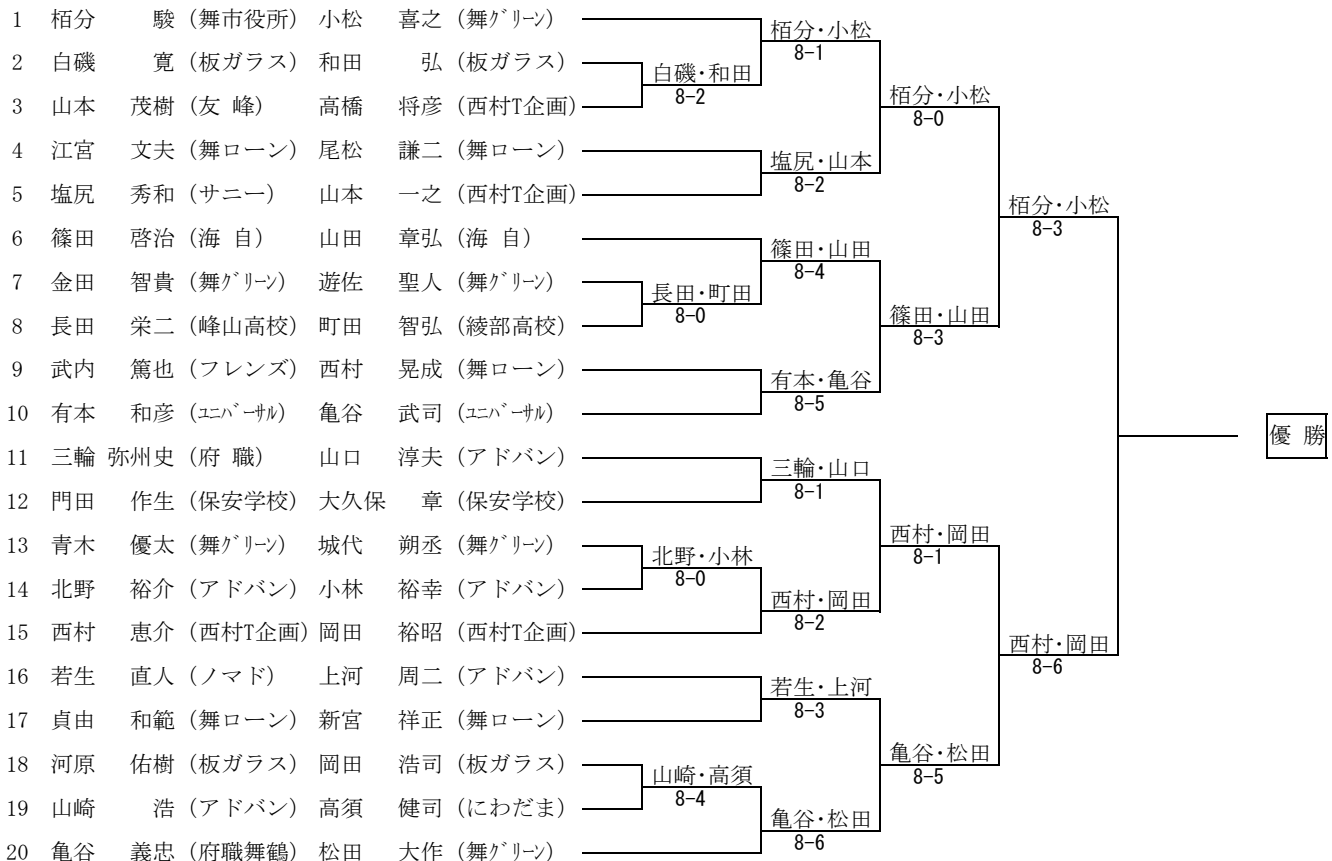 1 栢分 駿 (舞市役所) 小松 喜之 (舞グリーン)
栢分・小松
8-1
2 白磯 寛 (板ガラス) 和田 弘 (板ガラス)
白磯・和田
8-2
3 山本 茂樹 (友 峰) 高橋 将彦 (西村T企画)
栢分・小松
8-0
4 江宮 文夫 (舞ローン) 尾松 謙二 (舞ローン)
塩尻・山本
8-2
5 塩尻 秀和 (サニー) 山本 一之 (西村T企画)
栢分・小松
8-3
6 篠田 啓治 (海 自) 山田 章弘 (海 自)
篠田・山田
8-4
7 金田 智貴 (舞グリーン) 遊佐 聖人 (舞グリーン)
長田・町田
8-0
8 長田 栄二 (峰山高校) 町田 智弘 (綾部高校)
篠田・山田
8-3
9 武内 篤也 (フレンズ) 西村 晃成 (舞ローン)
有本・亀谷
8-5
10 有本 和彦 (ユニバーサル) 亀谷 武司 (ユニバーサル)
優 勝
11 三輪 弥州史 (府 職) 山口 淳夫 (アドバン)
三輪・山口
8-1
12 門田 作生 (保安学校) 大久保 章 (保安学校)
西村・岡田
8-1
13 青木 優太 (舞グリーン) 城代 朔丞 (舞グリーン)
北野・小林
8-0
14 北野 裕介 (アドバン) 小林 裕幸 (アドバン)
西村・岡田
8-2
15 西村 恵介 (西村T企画) 岡田 裕昭 (西村T企画)
西村・岡田
8-6
16 若生 直人 (ノマド) 上河 周二 (アドバン)
若生・上河
8-3
17 貞由 和範 (舞ローン) 新宮 祥正 (舞ローン)
亀谷・松田
8-5
18 河原 佑樹 (板ガラス) 岡田 浩司 (板ガラス)
山崎・高須
8-4
19 山崎 浩 (アドバン) 高須 健司 (にわだま)
亀谷・松田
8-6
20 亀谷 義忠 (府職舞鶴) 松田 大作 (舞グリーン)